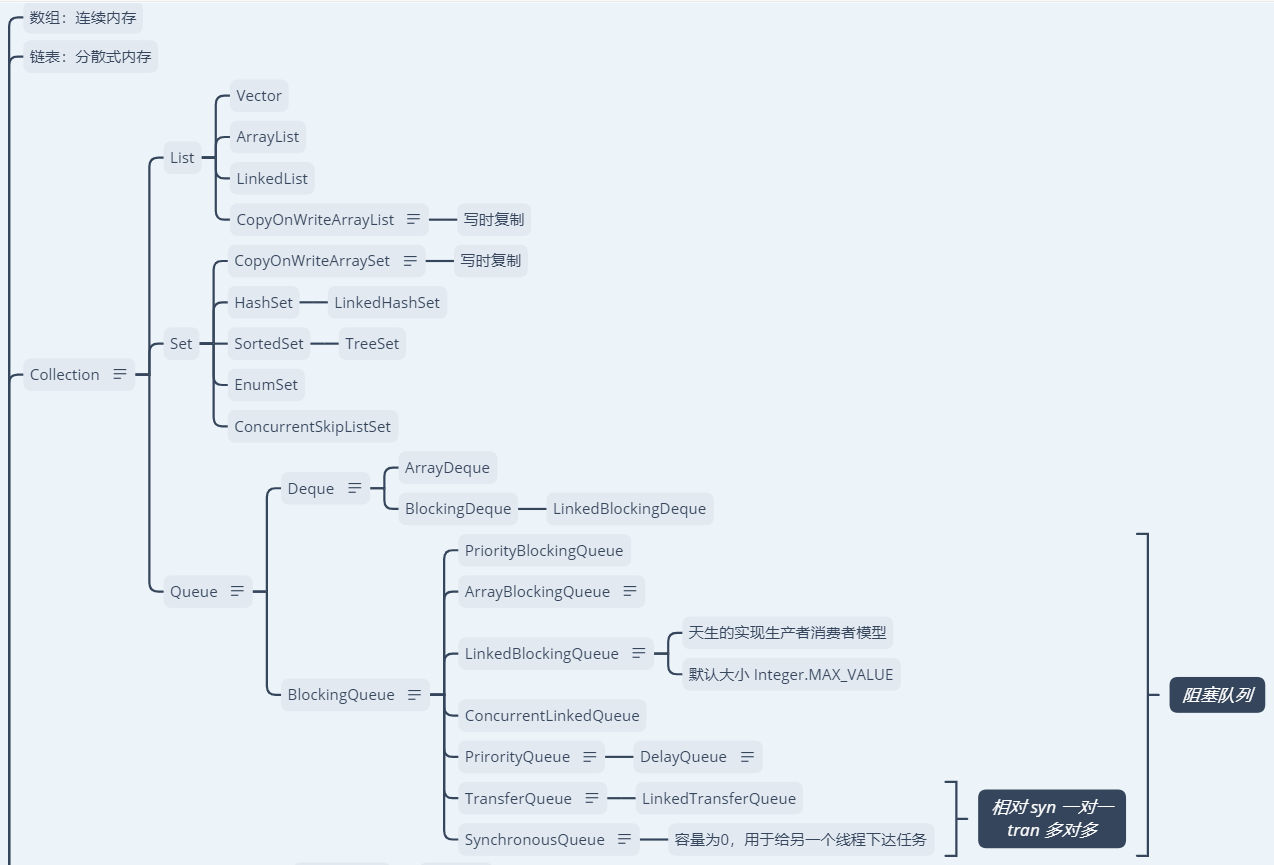 数组：连续内存
链表：分散式内存
Collection
List
Vector
ArrayList
LinkedList
CopyOnWriteArrayList
写时复制
Set
CopyOnWriteArraySet
写时复制
HashSet
LinkedHashSet
SortedSet
TreeSet
EnumSet
ConcurrentSkipListSet
Queue
Deque
ArrayDeque
BlockingDeque
LinkedBlockingDeque
BlockingQueue
PriorityBlockingQueue
ArrayBlockingQueue
LinkedBlockingQueue
天生的实现生产者消费者模型
默认大小 Integer.MAX_VALUE
ConcurrentLinkedQueue
PrirorityQueue
DelayQueue
TransferQueue
LinkedTransferQueue
SynchronousQueue
容量为0，用于给另一个线程下达任务
相对 syn 一对一
tran 多对多
阻塞队列